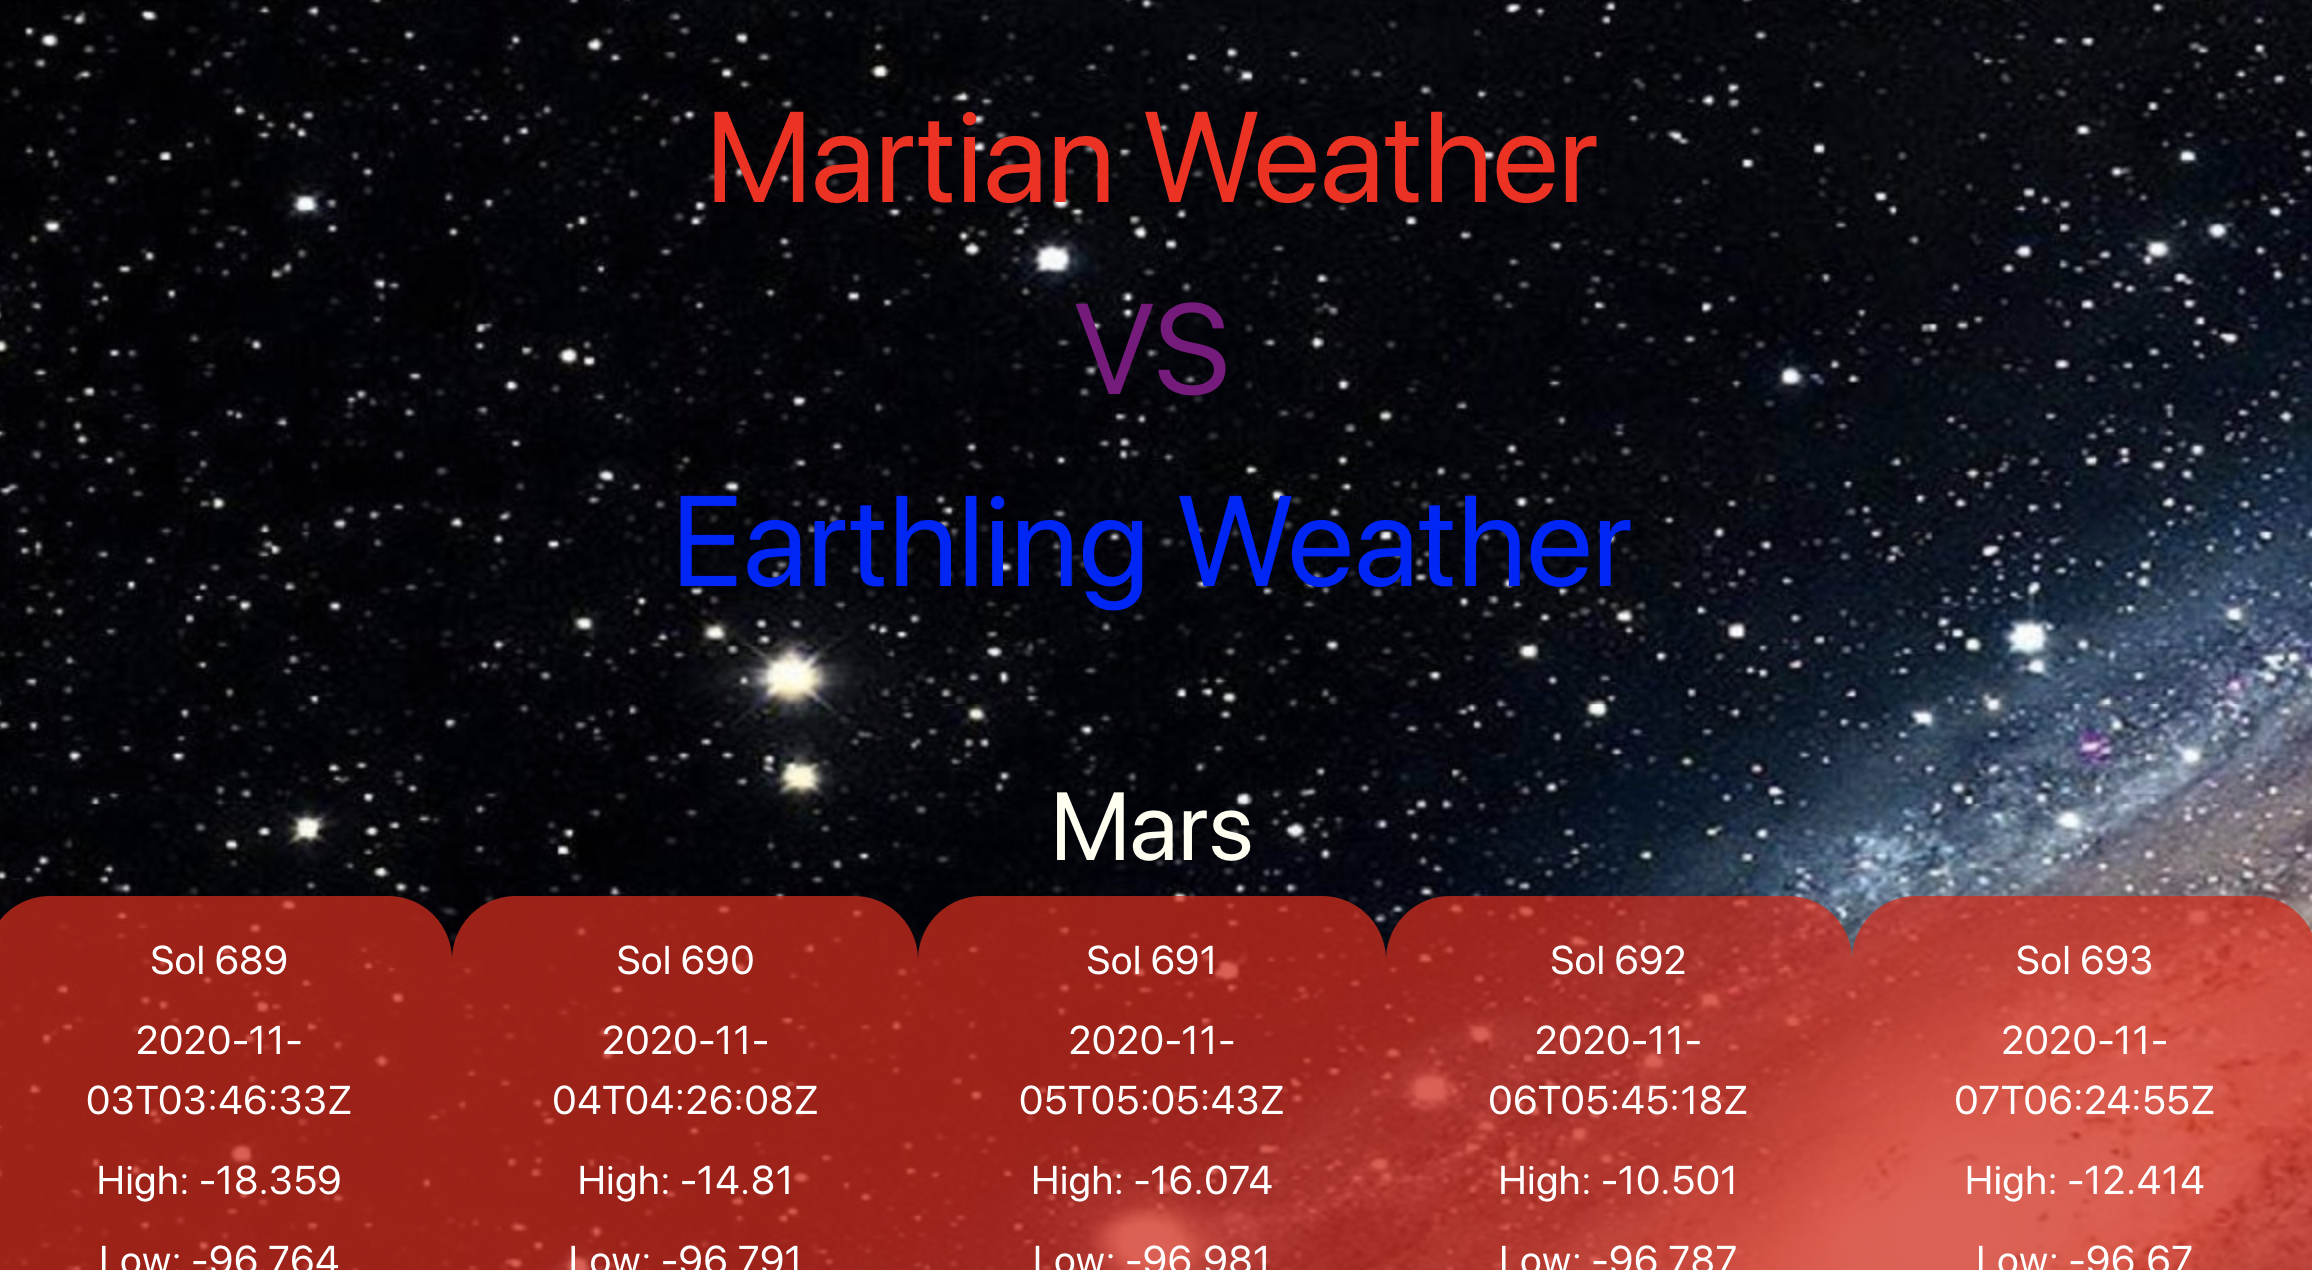 Martian Weather
VS
Earthling Weather
Mars
Sol 689
2020-11-
03T03:46:33Z
High: -18.359
Low: -96.764
Sol 690
2020-11-
04T04:26:08Z
High: -14.81
Low: -96.791
Sol 691
2020-11-
05T05:05:43Z
High: -16.074
Low: -96.981
Sol 692
2020-11-
06T05:45:18Z
High: -10.501
Low: -96.787
Sol 693
2020-11-
07T06:24:55Z
High: -12.414
Low: -96.67